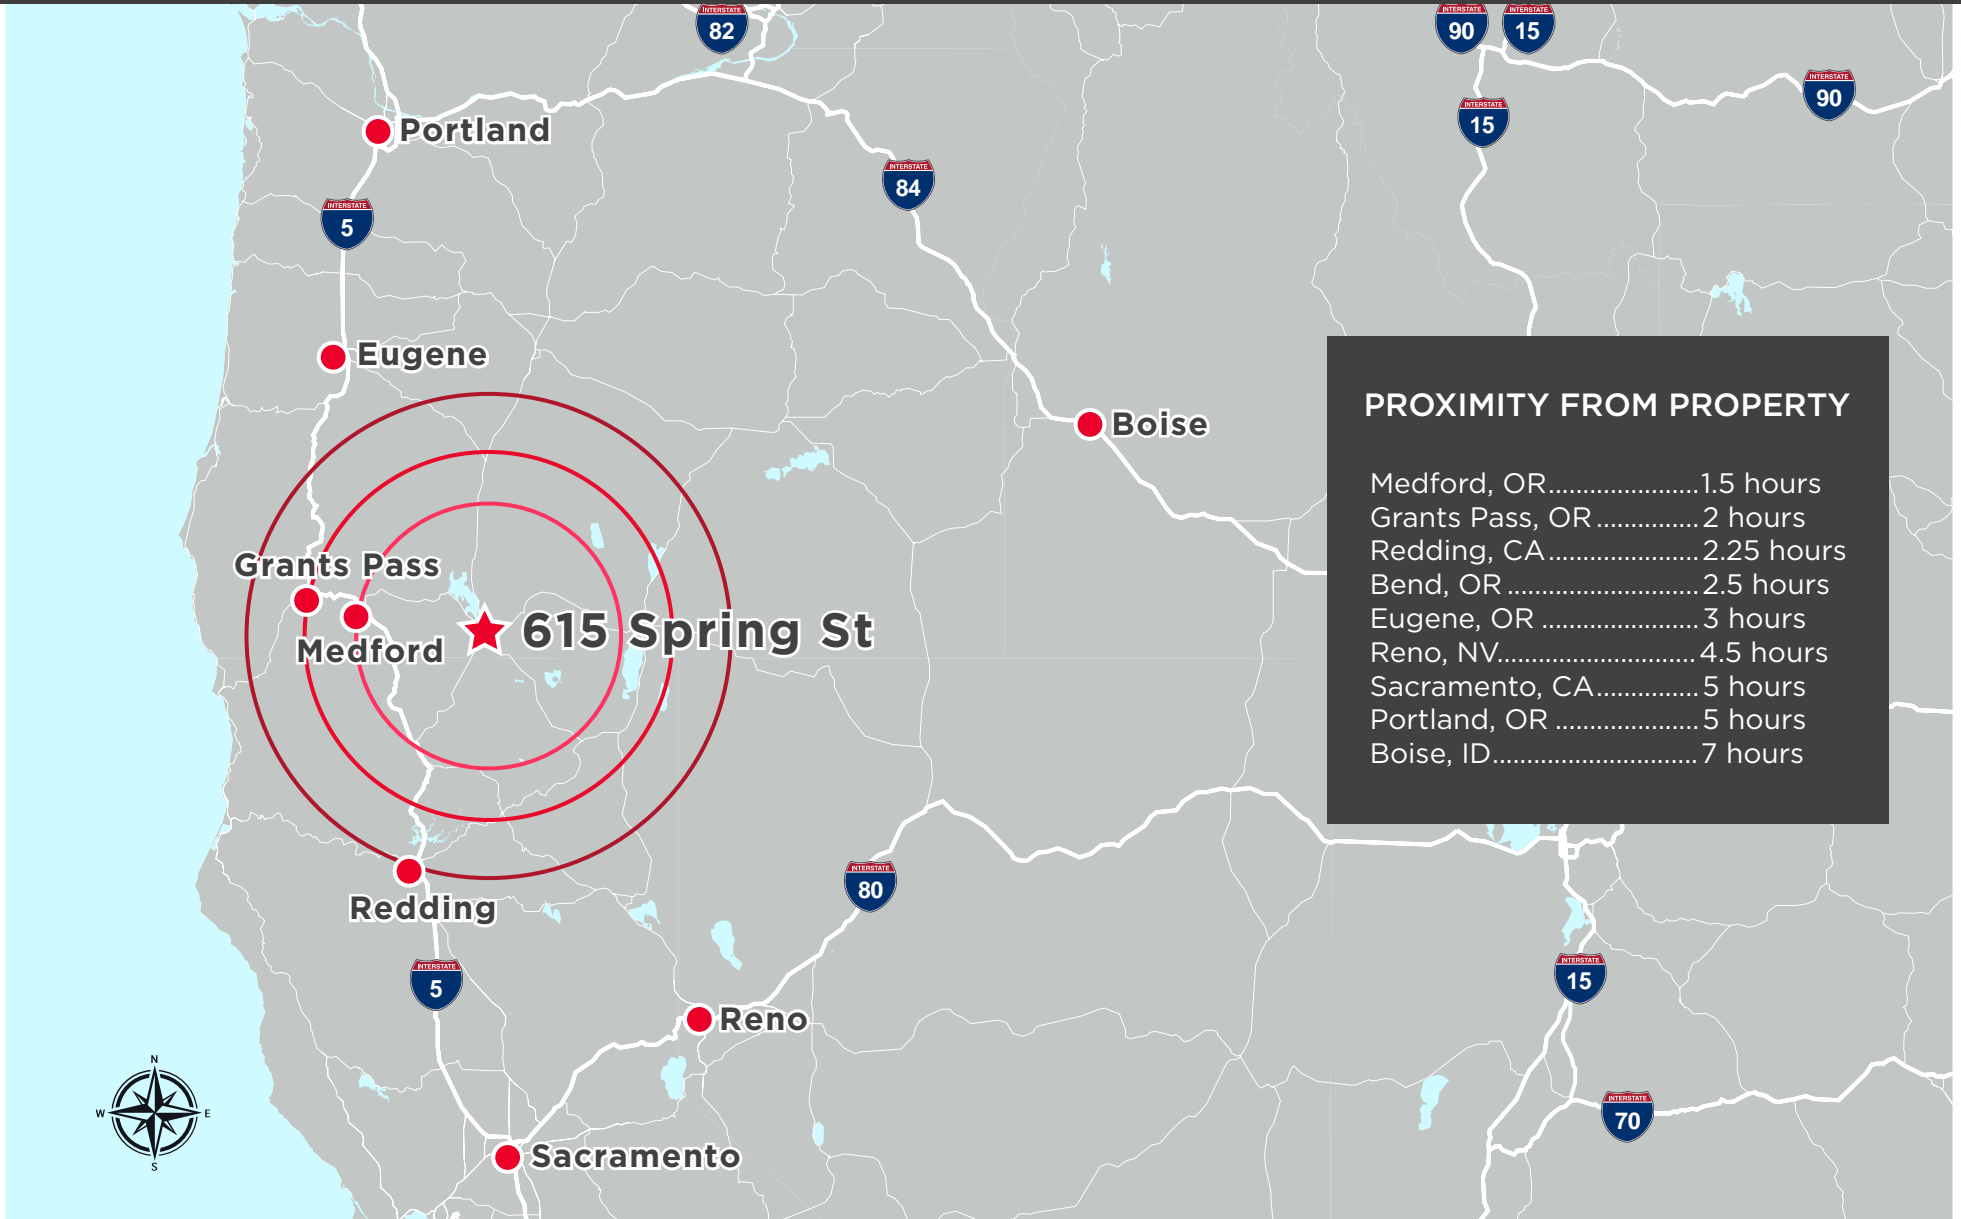 INTERSTATE
82
INTERSTATE
90
INTERSTATE
15
INTERSTATE
90
INTERSTATE
15
Portland
INTERSTATE
84
INTERSTATE
5
Eugene
Boise
PROXIMITY FROM PROPERTY
Medford, OR......................1.5 hours
Grants Pass, OR...............2 hours
Redding, CA......................2.25 hours
Bend, OR............................2.5 hours
Eugene, OR.......................3 hours
Reno, NV.............................4.5 hours
Sacramento, CA...............5 hours
Portland, OR.....................5 hours
Boise, ID..............................7 hours
Grants Pass
615 Spring St
Medford
INTERSTATE
80
Redding
INTERSTATE
5
INTERSTATE
15
Reno
N
W E
S
INTERSTATE
70
Sacramento